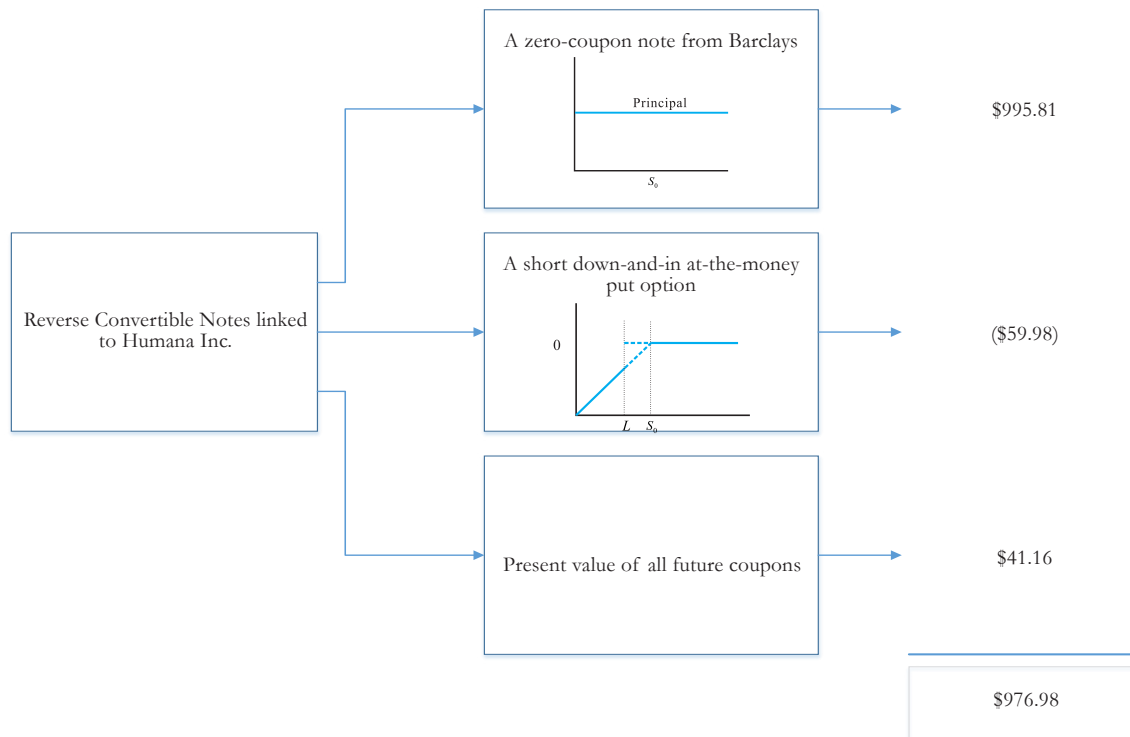 A zero-coupon note from Barclays
Principal
S₀
$995.81
Reverse Convertible Notes linked
to Humana Inc.
A short down-and-in at-the-money
put option
0
L S₀
($59.98)
Present value of all future coupons
$41.16
$976.98